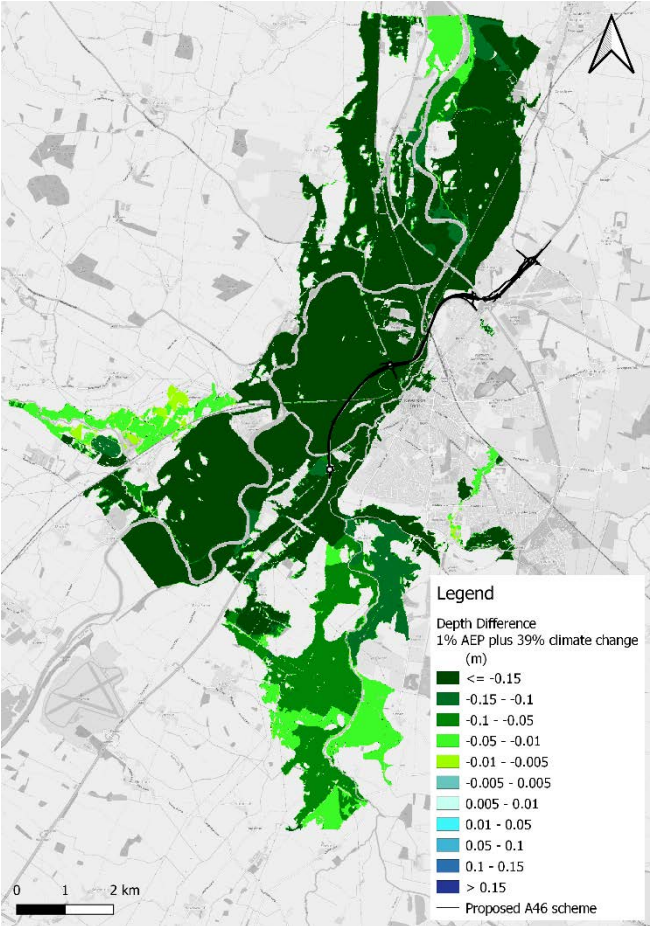 Legend
Depth Difference
1% AEP plus 39% climate change
(m)
<= -0.15
-0.15 - -0.1
-0.1 - -0.05
-0.05 - -0.01
-0.01 - -0.005
-0.005 - 0.005
0.005 - 0.01
0.01 - 0.05
0.05 - 0.1
0.1 - 0.15
> 0.15
Proposed A46 scheme
0 1 2 km